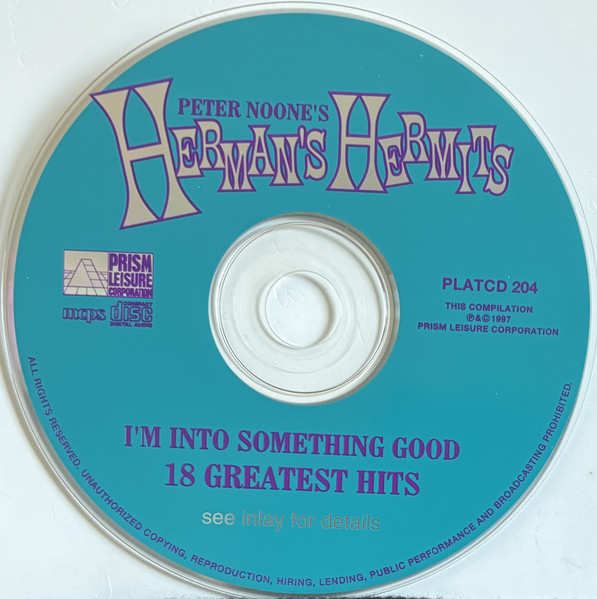 PETER NOONE'S
HERMAN'S HERMITS
PRISM
LEISURE
CORPORATION
mcps
COMPACT
disc
DIGITAL AUDIO
PLATCD 204
THIS COMPILATION
℗&©1997
PRISM LEISURE CORPORATION
I'M INTO SOMETHING GOOD
18 GREATEST HITS
see inlay for details
ALL RIGHTS RESERVED. UNAUTHORIZED COPYING, REPRODUCTION, HIRING, LENDING, PUBLIC PERFORMANCE AND BROADCASTING PROHIBITED.